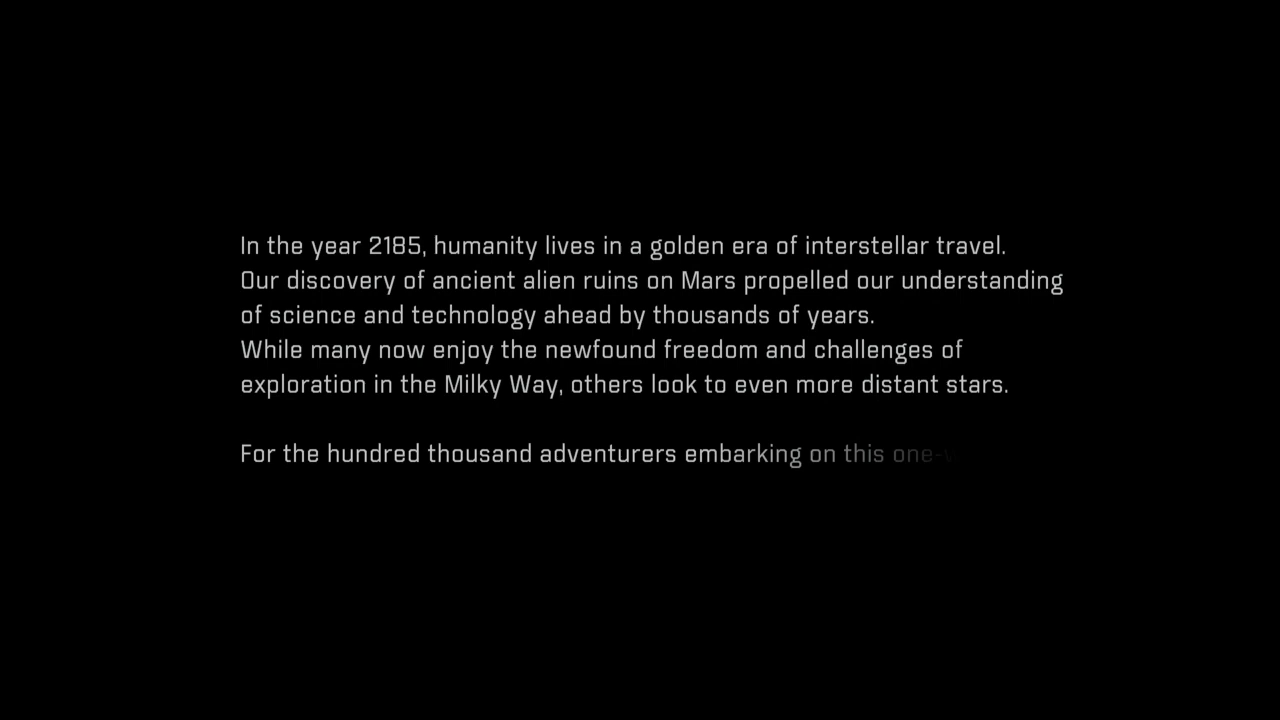 In the year 2185, humanity lives in a golden era of interstellar travel.
Our discovery of ancient alien ruins on Mars propelled our understanding
of science and technology ahead by thousands of years.
While many now enjoy the newfound freedom and challenges of
exploration in the Milky Way, others look to even more distant stars.
For the hundred thousand adventurers embarking on this one-